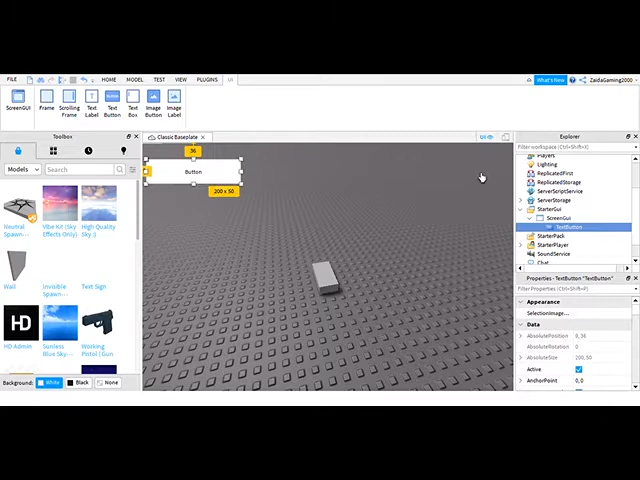 FILE HOME MODEL TEST VIEW PLUGINS UI What's New ZaidaGaming2000
ScreenGUI Frame Scrolling Frame Text Label Text Button Text Box Image Button Image Label
Toolbox
Classic Baseplate
UI
Explorer
Filter workspace (Ctrl+Shift+X)
Models
Search
36
Button
200 x 50
Players
Lighting
ReplicatedFirst
ReplicatedStorage
ServerScriptService
ServerStorage
StarterGui
ScreenGui
TextButton
StarterPack
StarterPlayer
SoundService
Chat
Neutral Spawn...
Vibe Kit (Sky Effects Only)
High Quality Sky :)
Wall
Invisible Spawn...
Text Sign
HD
HD Admin
Sunless Blue Sky...
Working Pistol | Gun
Background: White Black None
Properties - TextButton "TextButton"
Filter Properties (Ctrl+Shift+P)
Appearance
SelectionImage...
Data
AbsolutePosition 0, 36
AbsoluteRotation 0
AbsoluteSize 200, 50
Active
AnchorPoint 0, 0